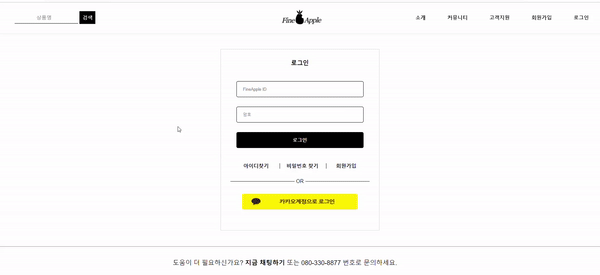 상품명 검색 Fine Apple 소개 커뮤니티 고객지원 회원가입 로그인
로그인
FineApple ID
암호
로그인
아이디찾기 | 비밀번호 찾기 | 회원가입
OR
카카오계정으로 로그인
도움이 더 필요하신가요? 지금 채팅하기 또는 080-330-8877 번호로 문의하세요.